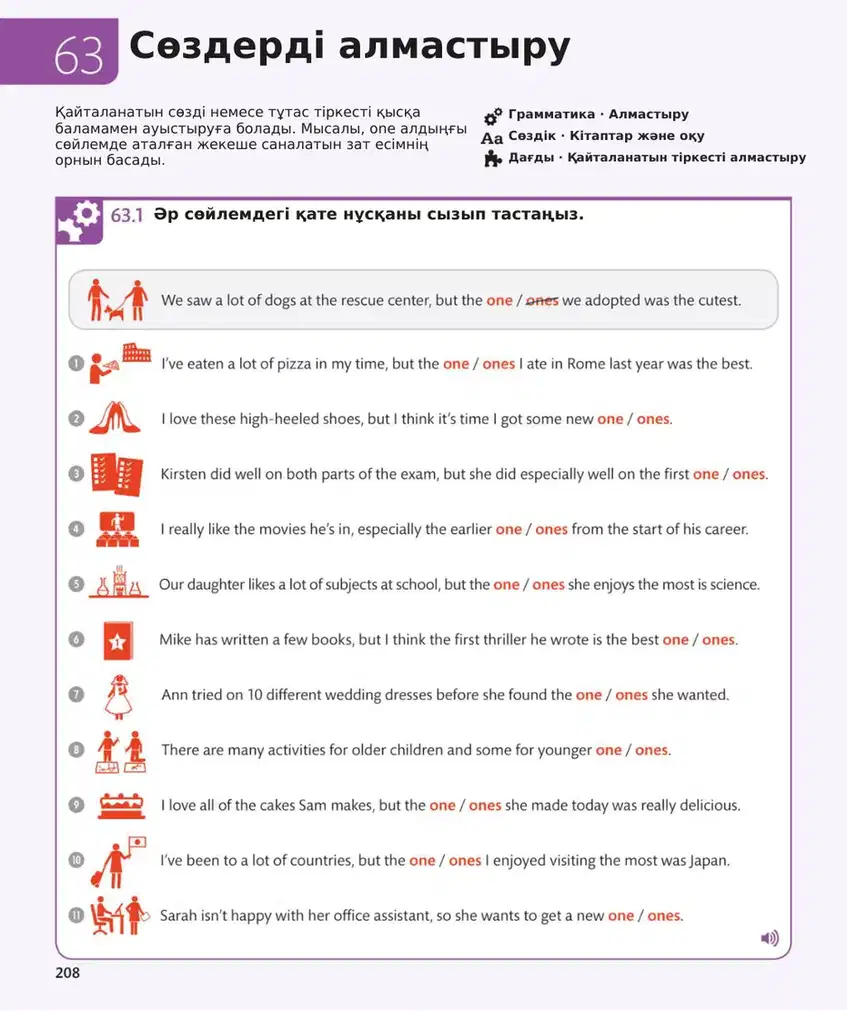 63 Сөздерді алмастыру
Қайталанатын сөзді немесе тұтас тіркесті қысқа
баламамен ауыстыруға болады. Мысалы, one алдыңғы
сөйлемде аталған жекеше саналатын зат есімнің
орнын басады.
Грамматика · Алмастыру
Aa Сөздік · Кітаптар және оқу
Дағды · Қайталанатын тіркесті алмастыру
63.1 Әр сөйлемдегі қате нұсқаны сызып тастаңыз.
We saw a lot of dogs at the rescue center, but the one / ones we adopted was the cutest.
1 I've eaten a lot of pizza in my time, but the one / ones I ate in Rome last year was the best.
2 I love these high-heeled shoes, but I think it's time I got some new one / ones.
3 Kirsten did well on both parts of the exam, but she did especially well on the first one / ones.
4 I really like the movies he's in, especially the earlier one / ones from the start of his career.
5 Our daughter likes a lot of subjects at school, but the one / ones she enjoys the most is science.
6 Mike has written a few books, but I think the first thriller he wrote is the best one / ones.
7 Ann tried on 10 different wedding dresses before she found the one / ones she wanted.
8 There are many activities for older children and some for younger one / ones.
9 I love all of the cakes Sam makes, but the one / ones she made today was really delicious.
10 I've been to a lot of countries, but the one / ones I enjoyed visiting the most was Japan.
11 Sarah isn't happy with her office assistant, so she wants to get a new one / ones.
208